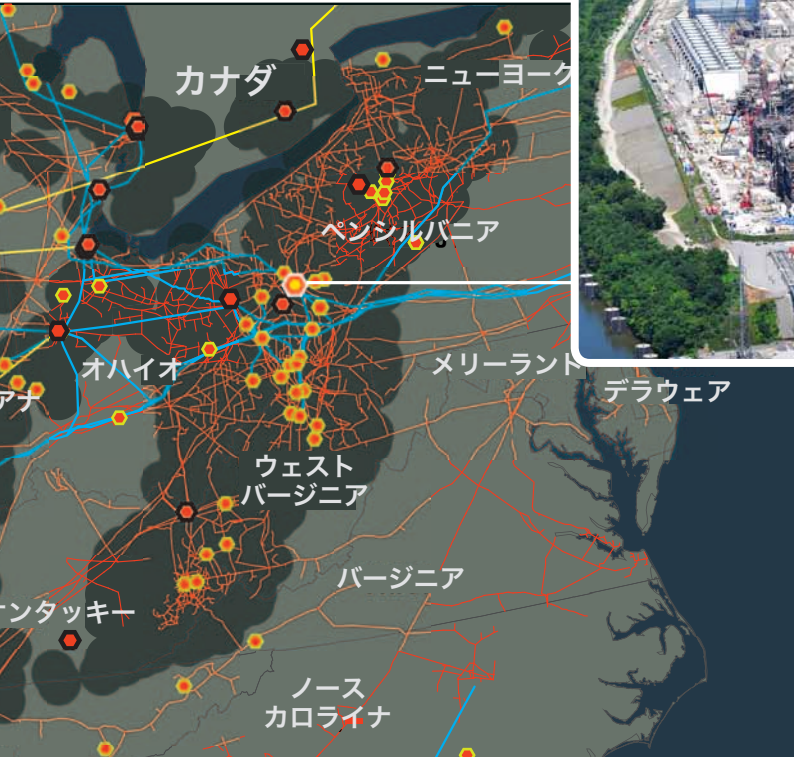 カナダ
ニューヨーク
ペンシルバニア
オハイオ
メリーランド
デラウェア
アナ
ウェスト
バージニア
バージニア
ンタッキー
ノース
カロライナ